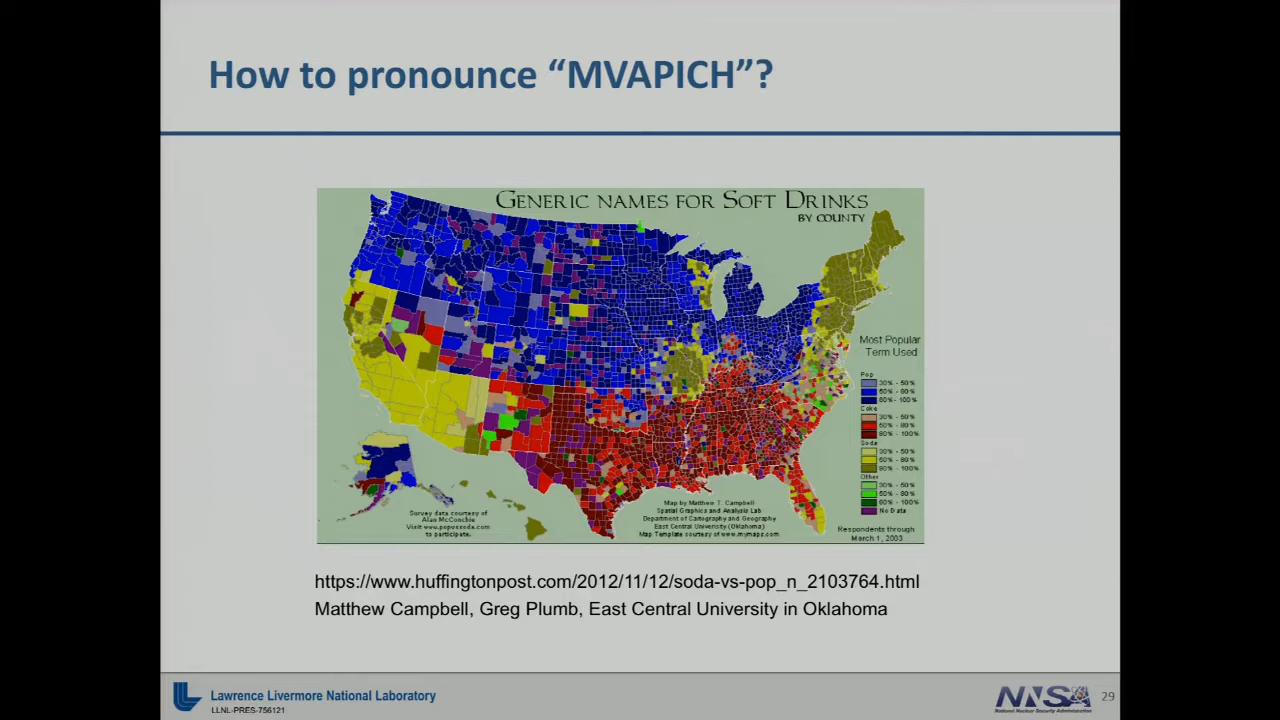 How to pronounce “MVAPICH”?
GENERIC NAMES FOR SOFT DRINKS
BY COUNTY
Most Popular
Term Used
Pop
30% - 50%
50% - 80%
80% - 100%
Coke
30% - 50%
50% - 80%
80% - 100%
Soda
30% - 50%
50% - 80%
80% - 100%
Other
30% - 50%
50% - 80%
80% - 100%
No Data
Survey data courtesy of
Alan McConchie
Visit www.popvssoda.com
to participate.
Map by Matthew T. Campbell
Spatial Graphics and Analysis Lab
Department of Cartography and Geography
East Central University (Oklahoma)
Map Template courtesy of www.mymaps.com
Respondents through
March 1, 2003
https://www.huffingtonpost.com/2012/11/12/soda-vs-pop_n_2103764.html
Matthew Campbell, Greg Plumb, East Central University in Oklahoma
Lawrence Livermore National Laboratory
LLNL-PRES-756121
NNSA
National Nuclear Security Administration
29